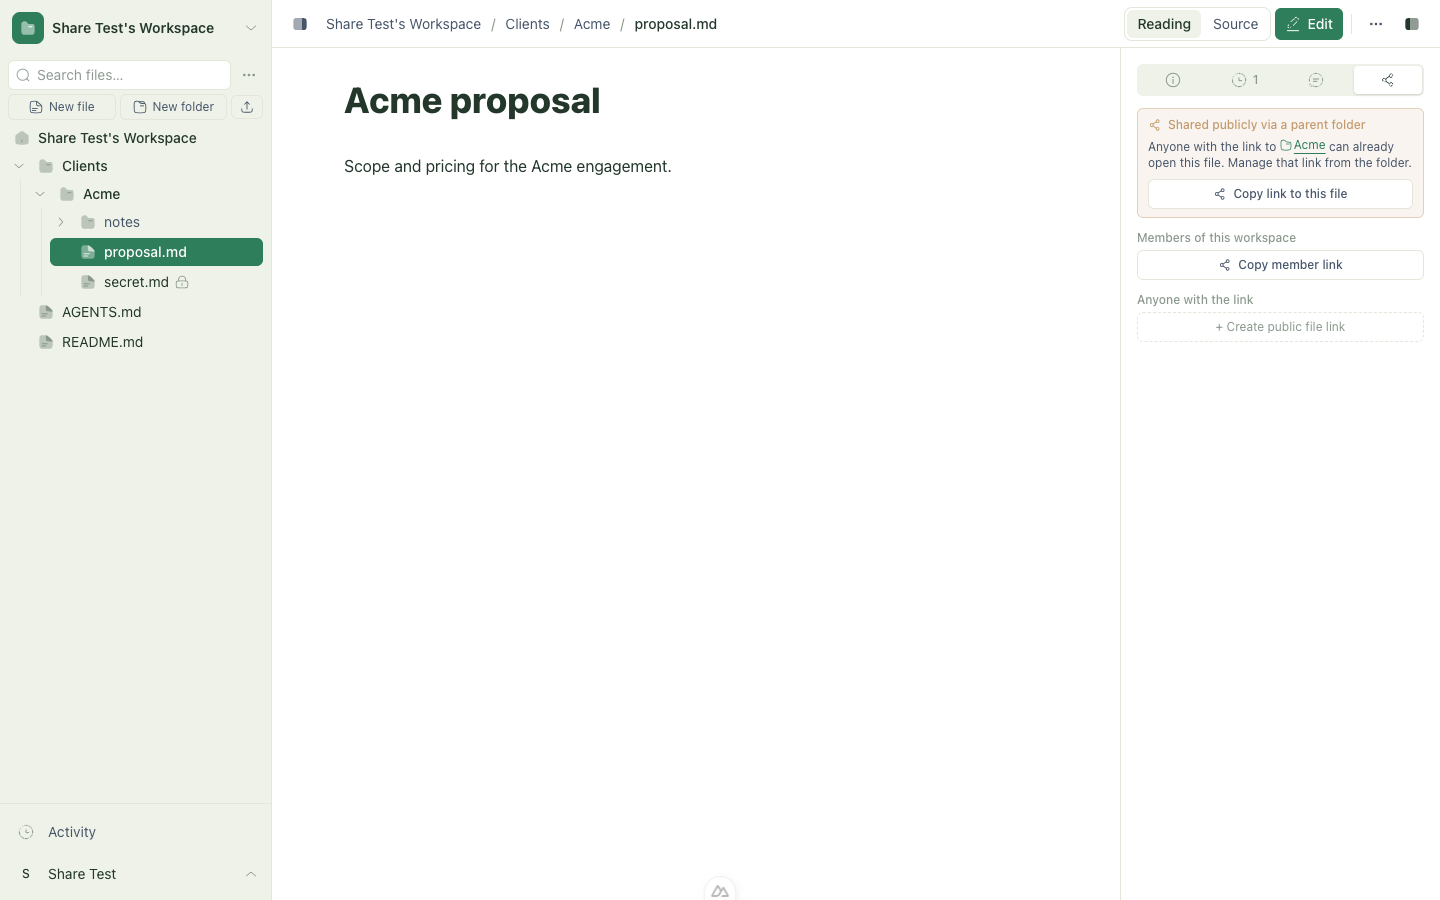 Share Test's Workspace
Search files...
New file
New folder
Share Test's Workspace
Clients
Acme
notes
proposal.md
secret.md
AGENTS.md
README.md
Activity
S Share Test
Share Test's Workspace / Clients / Acme / proposal.md
Reading Source Edit
Acme proposal
Scope and pricing for the Acme engagement.
1
Shared publicly via a parent folder
Anyone with the link to Acme can already
open this file. Manage that link from the folder.
Copy link to this file
Members of this workspace
Copy member link
Anyone with the link
+ Create public file link